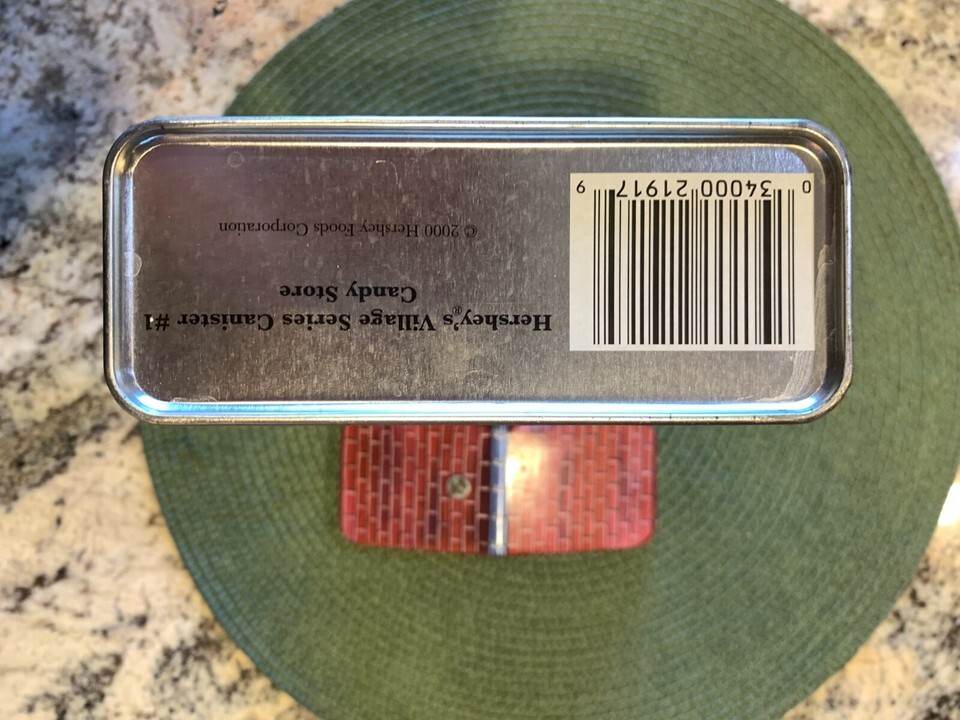 Hershey's® Village Series Canister #1
Candy Store
© 2000 Hershey Foods Corporation
0 34000 21917 9